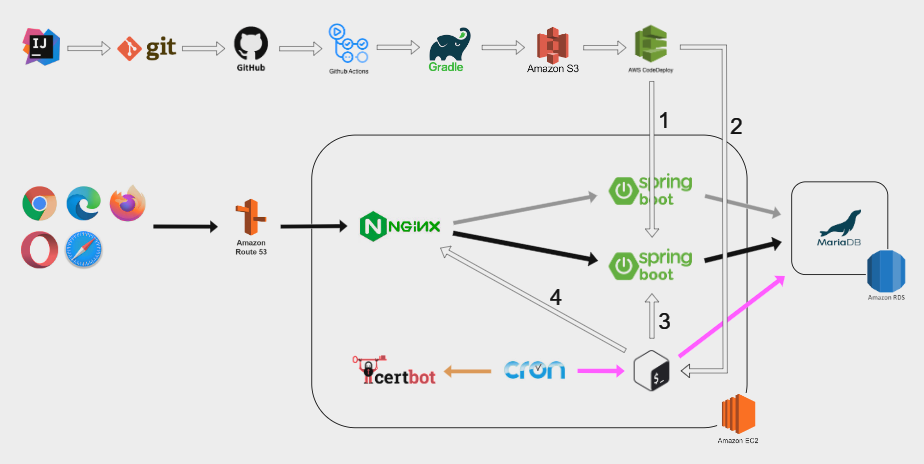 IJ
git
GitHub
Github Actions
Gradle
Amazon S3
AWS CodeDeploy
1
2
Amazon
Route 53
NGINX
spring
boot
spring
boot
MariaDB
Amazon RDS
4
3
certbot
cron
$_
Amazon EC2